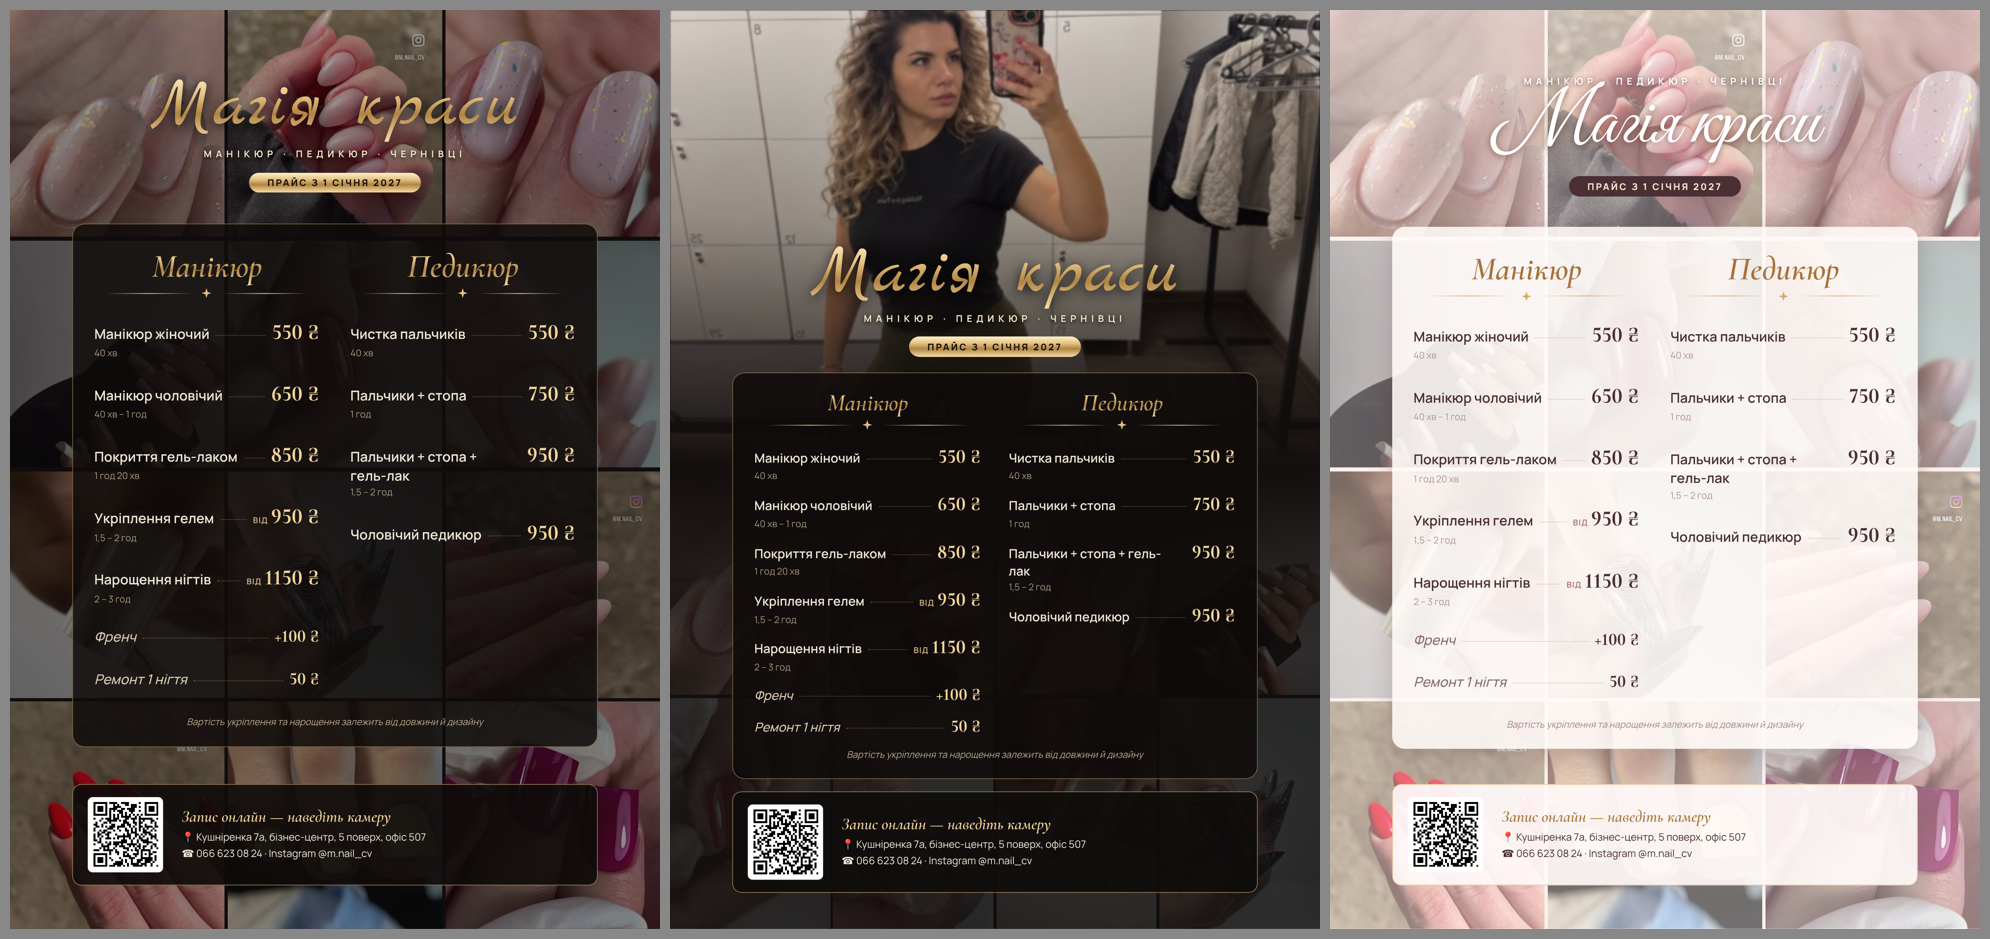 @M.NAIL_CV
Магія краси
МАНІКЮР · ПЕДИКЮР · ЧЕРНІВЦІ
ПРАЙС З 1 СІЧНЯ 2027
Манікюр
Манікюр жіночий 550 ₴
40 хв
Манікюр чоловічий 650 ₴
40 хв – 1 год
Покриття гель-лаком 850 ₴
1 год 20 хв
Укріплення гелем від 950 ₴
1,5 – 2 год
Нарощення нігтів від 1150 ₴
2 – 3 год
Френч +100 ₴
Ремонт 1 нігтя 50 ₴
Педикюр
Чистка пальчиків 550 ₴
40 хв
Пальчики + стопа 750 ₴
1 год
Пальчики + стопа + 950 ₴
гель-лак
1,5 – 2 год
Чоловічий педикюр 950 ₴
Вартість укріплення та нарощення залежить від довжини й дизайну
@M.NAIL_CV
@M.NAIL_CV
Запис онлайн — наведіть камеру
📍 Кушніренка 7а, бізнес-центр, 5 поверх, офіс 507
☎ 066 623 08 24 · Instagram @m.nail_cv
8
5
25
12
29
Магія краси
МАНІКЮР · ПЕДИКЮР · ЧЕРНІВЦІ
ПРАЙС З 1 СІЧНЯ 2027
Манікюр
Манікюр жіночий 550 ₴
40 хв
Манікюр чоловічий 650 ₴
40 хв – 1 год
Покриття гель-лаком 850 ₴
1 год 20 хв
Укріплення гелем від 950 ₴
1,5 – 2 год
Нарощення нігтів від 1150 ₴
2 – 3 год
Френч +100 ₴
Ремонт 1 нігтя 50 ₴
Педикюр
Чистка пальчиків 550 ₴
40 хв
Пальчики + стопа 750 ₴
1 год
Пальчики + стопа + гель- 950 ₴
лак
1,5 – 2 год
Чоловічий педикюр 950 ₴
Вартість укріплення та нарощення залежить від довжини й дизайну
Запис онлайн — наведіть камеру
📍 Кушніренка 7а, бізнес-центр, 5 поверх, офіс 507
☎ 066 623 08 24 · Instagram @m.nail_cv
@M.NAIL_CV
МАНІКЮР · ПЕДИКЮР · ЧЕРНІВЦІ
Магія краси
ПРАЙС З 1 СІЧНЯ 2027
Манікюр
Манікюр жіночий 550 ₴
40 хв
Манікюр чоловічий 650 ₴
40 хв – 1 год
Покриття гель-лаком 850 ₴
1 год 20 хв
Укріплення гелем від 950 ₴
1,5 – 2 год
Нарощення нігтів від 1150 ₴
2 – 3 год
Френч +100 ₴
Ремонт 1 нігтя 50 ₴
Педикюр
Чистка пальчиків 550 ₴
40 хв
Пальчики + стопа 750 ₴
1 год
Пальчики + стопа + 950 ₴
гель-лак
1,5 – 2 год
Чоловічий педикюр 950 ₴
Вартість укріплення та нарощення залежить від довжини й дизайну
@M.NAIL_CV
Запис онлайн — наведіть камеру
📍 Кушніренка 7а, бізнес-центр, 5 поверх, офіс 507
☎ 066 623 08 24 · Instagram @m.nail_cv